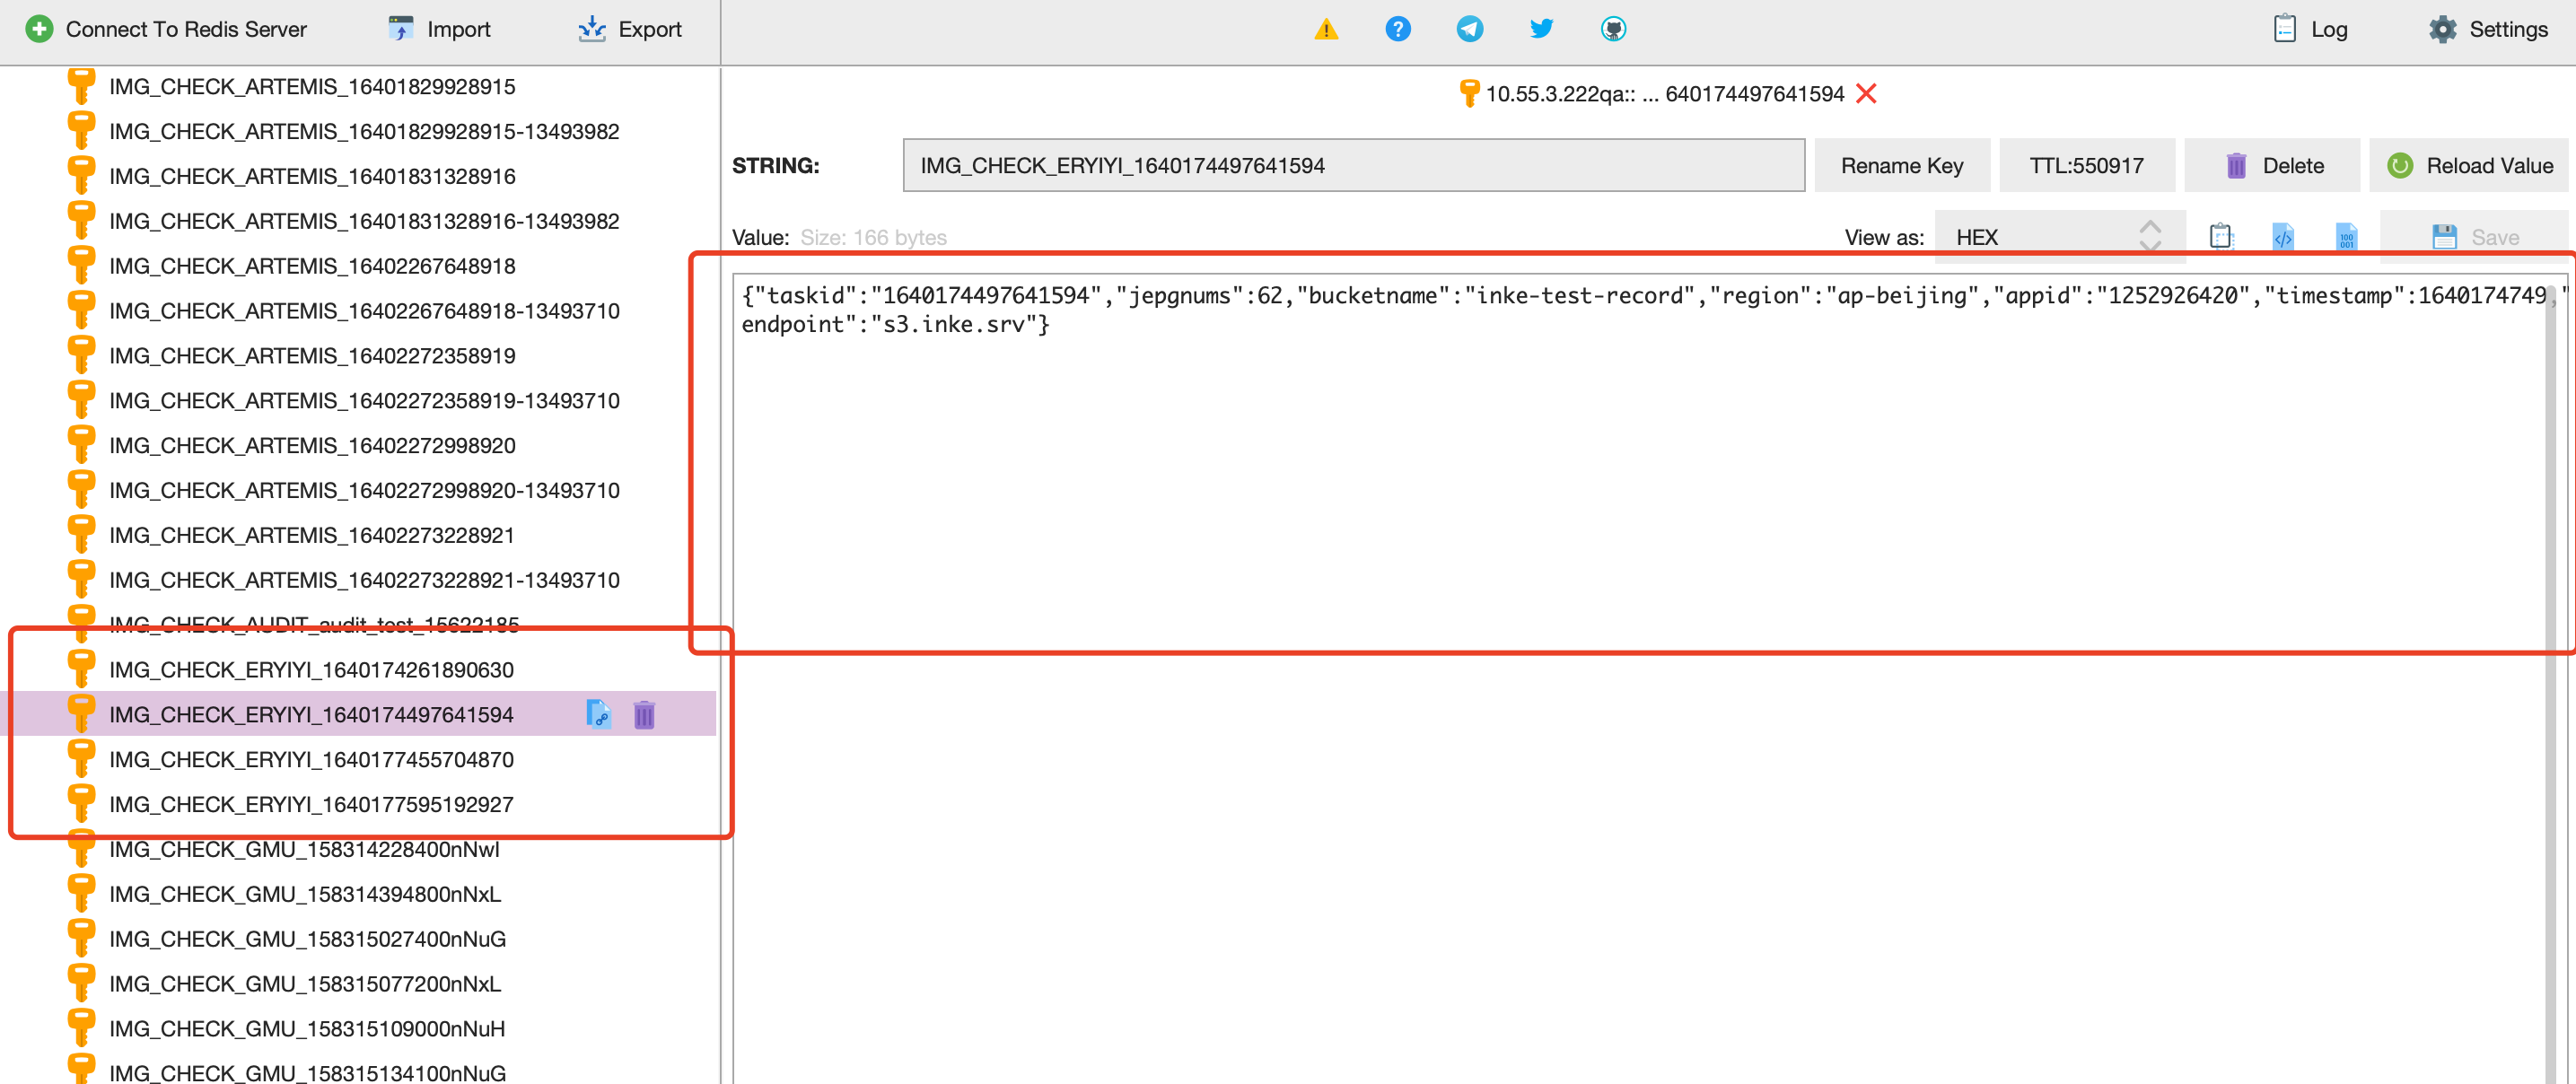 Connect To Redis Server Import Export Log Settings
IMG_CHECK_ARTEMIS_16401829928915
IMG_CHECK_ARTEMIS_16401829928915-13493982
IMG_CHECK_ARTEMIS_16401831328916
IMG_CHECK_ARTEMIS_16401831328916-13493982
IMG_CHECK_ARTEMIS_16402267648918
IMG_CHECK_ARTEMIS_16402267648918-13493710
IMG_CHECK_ARTEMIS_16402272358919
IMG_CHECK_ARTEMIS_16402272358919-13493710
IMG_CHECK_ARTEMIS_16402272998920
IMG_CHECK_ARTEMIS_16402272998920-13493710
IMG_CHECK_ARTEMIS_16402273228921
IMG_CHECK_ARTEMIS_16402273228921-13493710
IMG_CHECK_AUDIT_audit_test_15622185
IMG_CHECK_ERYIYI_1640174261890630
IMG_CHECK_ERYIYI_1640174497641594
IMG_CHECK_ERYIYI_1640177455704870
IMG_CHECK_ERYIYI_1640177595192927
IMG_CHECK_GMU_158314228400nNwI
IMG_CHECK_GMU_158314394800nNxL
IMG_CHECK_GMU_158315027400nNuG
IMG_CHECK_GMU_158315077200nNxL
IMG_CHECK_GMU_158315109000nNuH
IMG_CHECK_GMU_158315134100nNuG
10.55.3.222qa:: ... 640174497641594
STRING: IMG_CHECK_ERYIYI_1640174497641594 Rename Key TTL:550917 Delete Reload Value
Value: Size: 166 bytes View as: HEX Save
{"taskid":"1640174497641594","jepgnums":62,"bucketname":"inke-test-record","region":"ap-beijing","appid":"1252926420","timestamp":1640174749,"
endpoint":"s3.inke.srv"}